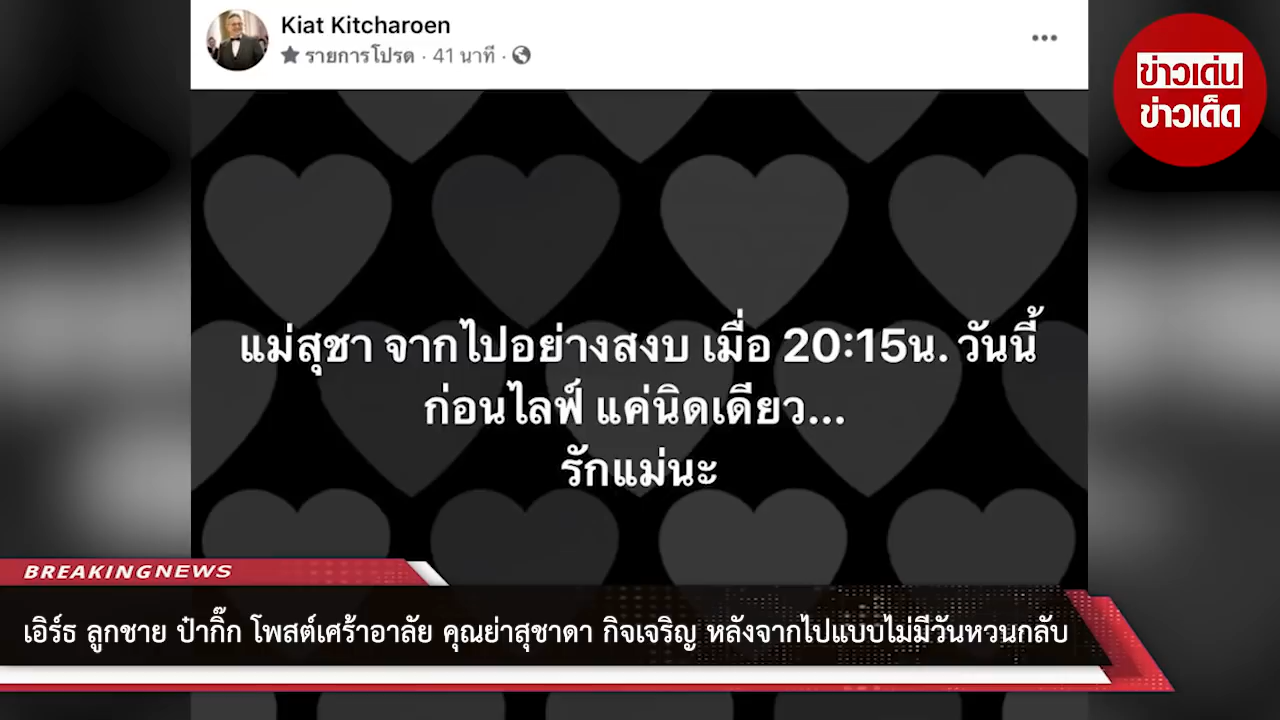 Kiat Kitcharoen
รายการโปรด · 41 นาที ·
ข่าวเด่น
ข่าวเด็ด
แม่สุชา จากไปอย่างสงบ เมื่อ 20:15น. วันนี้
ก่อนไลฟ์ แค่นิดเดียว...
รักแม่นะ
BREAKINGNEWS
เอิร์ธ ลูกชาย ป๋ากิ๊ก โพสต์เศร้าอาลัย คุณย่าสุชาดา กิจเจริญ หลังจากไปแบบไม่มีวันหวนกลับ